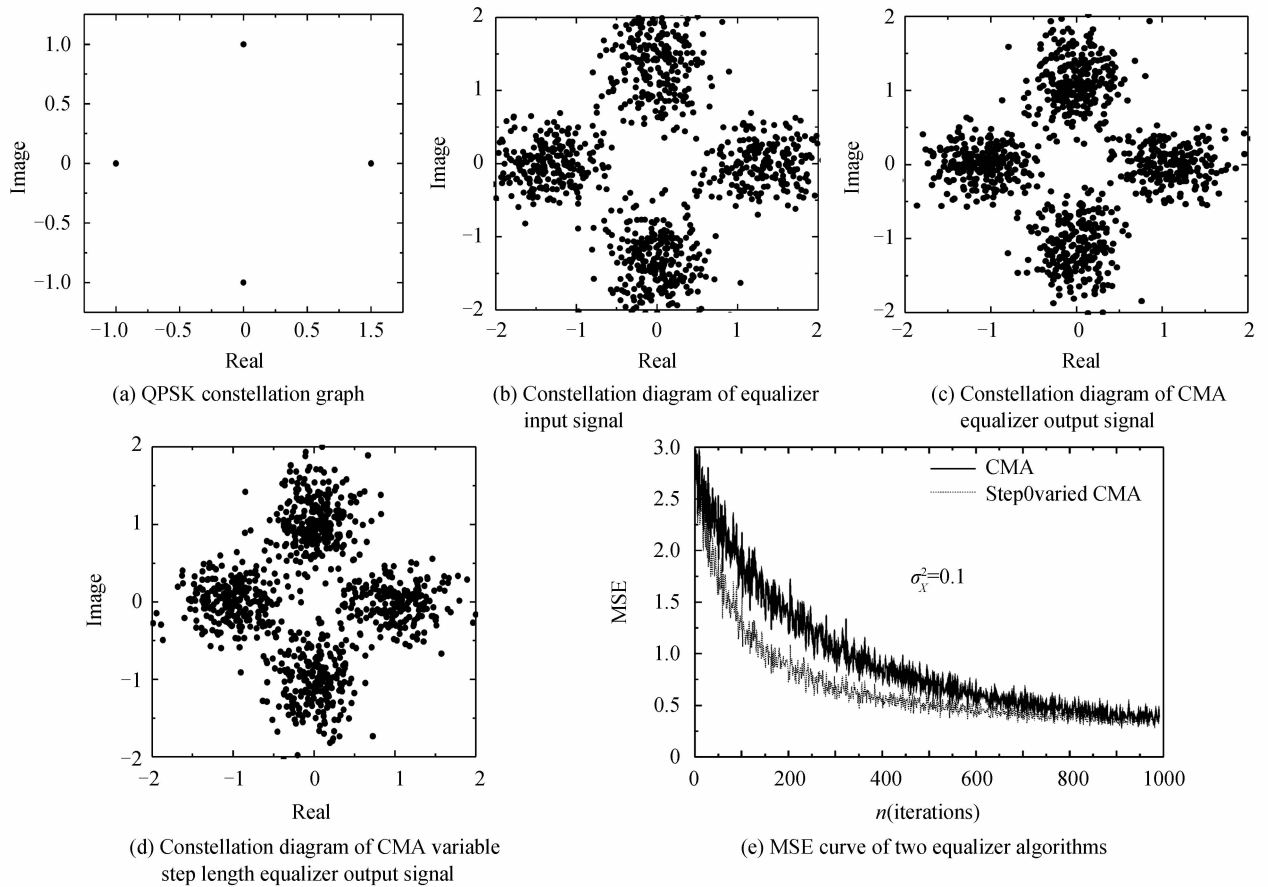 1.0
0.5
0
−0.5
−1.0
Image
−1.0 −0.5 0 0.5 1.5
Real
(a) QPSK constellation graph
2
1
0
−1
−2
Image
−2 −1 0 1 2
Real
(b) Constellation diagram of equalizer
input signal
2
1
0
−1
−2
Image
−2 −1 0 1 2
Real
(c) Constellation diagram of CMA
equalizer output signal
2
1
0
−1
−2
Image
−2 −1 0 1 2
Real
(d) Constellation diagram of CMA variable
step length equalizer output signal
3.0
2.5
2.0
1.5
1.0
0.5
0
MSE
CMA
Step0varied CMA
σ²X=0.1
0 200 400 600 800 1000
n(iterations)
(e) MSE curve of two equalizer algorithms